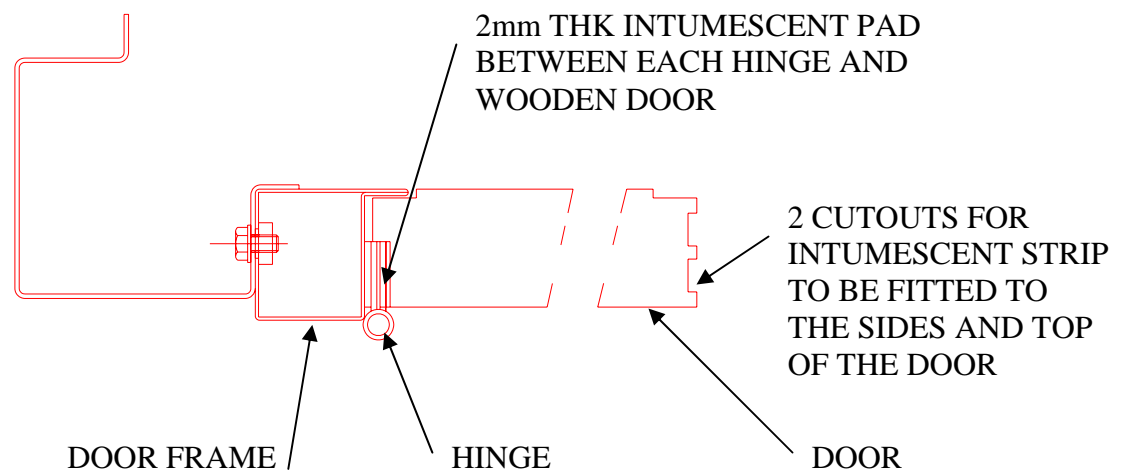 2mm THK INTUMESCENT PAD
BETWEEN EACH HINGE AND
WOODEN DOOR
2 CUTOUTS FOR
INTUMESCENT STRIP
TO BE FITTED TO
THE SIDES AND TOP
OF THE DOOR
DOOR FRAME
HINGE
DOOR